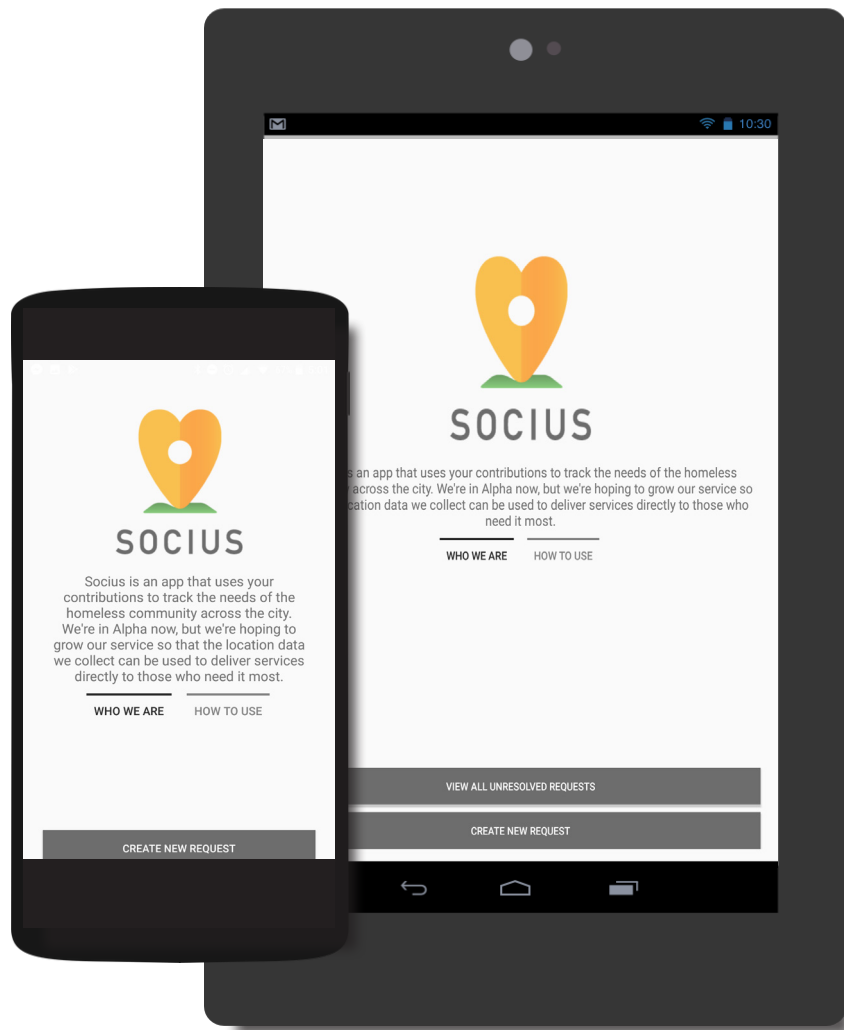 10:30
SOCIUS
s an app that uses your contributions to track the needs of the homeless
across the city. We're in Alpha now, but we're hoping to grow our service so
cation data we collect can be used to deliver services directly to those who
need it most.
WHO WE ARE
HOW TO USE
VIEW ALL UNRESOLVED REQUESTS
CREATE NEW REQUEST
SOCIUS
Socius is an app that uses your
contributions to track the needs of the
homeless community across the city.
We're in Alpha now, but we're hoping to
grow our service so that the location data
we collect can be used to deliver services
directly to those who need it most.
WHO WE ARE
HOW TO USE
CREATE NEW REQUEST